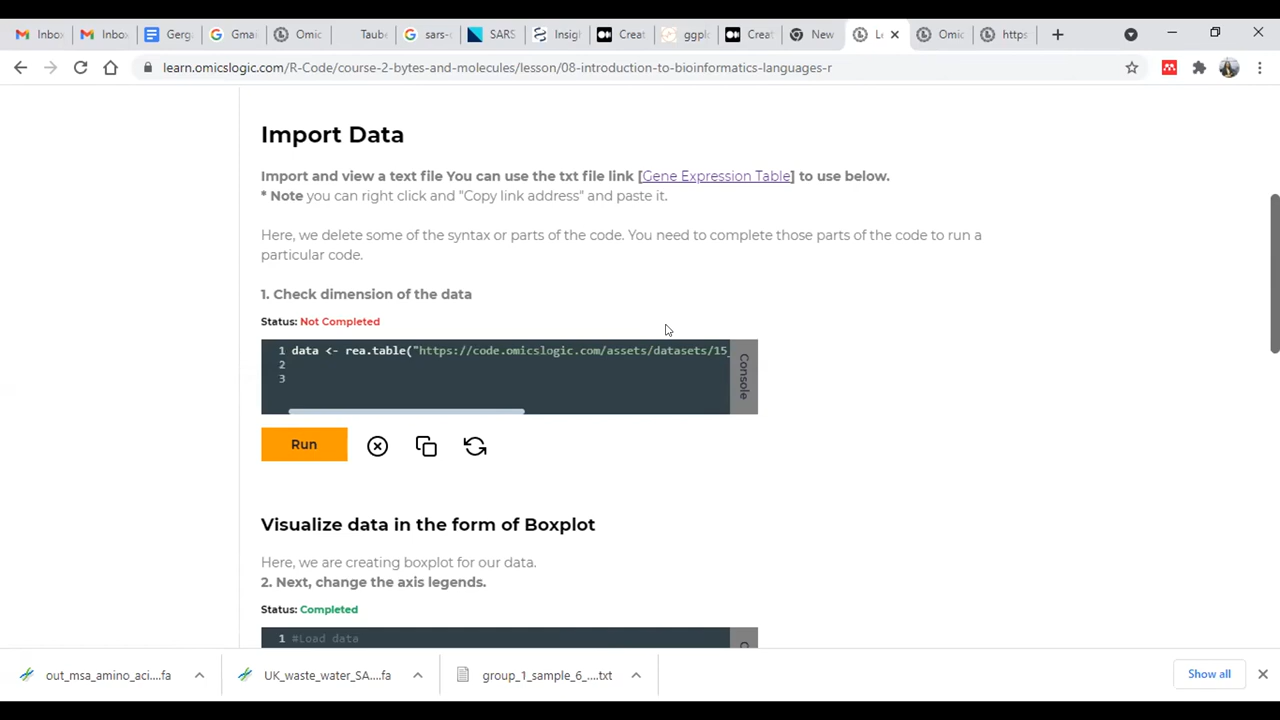 Inbo Inbo Gerg Gmai Omic Taube sars- SARS Insig Creat ggpl Creat New Le Omic https
learn.omicslogic.com/R-Code/course-2-bytes-and-molecules/lesson/08-introduction-to-bioinformatics-languages-r
Import Data
Import and view a text file You can use the txt file link [Gene Expression Table] to use below.
* Note you can right click and "Copy link address" and paste it.
Here, we delete some of the syntax or parts of the code. You need to complete those parts of the code to run a
particular code.
1. Check dimension of the data
Status: Not Completed
1 data <- rea.table("https://code.omicslogic.com/assets/datasets/15_
2
3
Console
Run
Visualize data in the form of Boxplot
Here, we are creating boxplot for our data.
2. Next, change the axis legends.
Status: Completed
1 #Load data
out_msa_amino_aci....fa UK_waste_water_SA....fa group_1_sample_6_....txt Show all